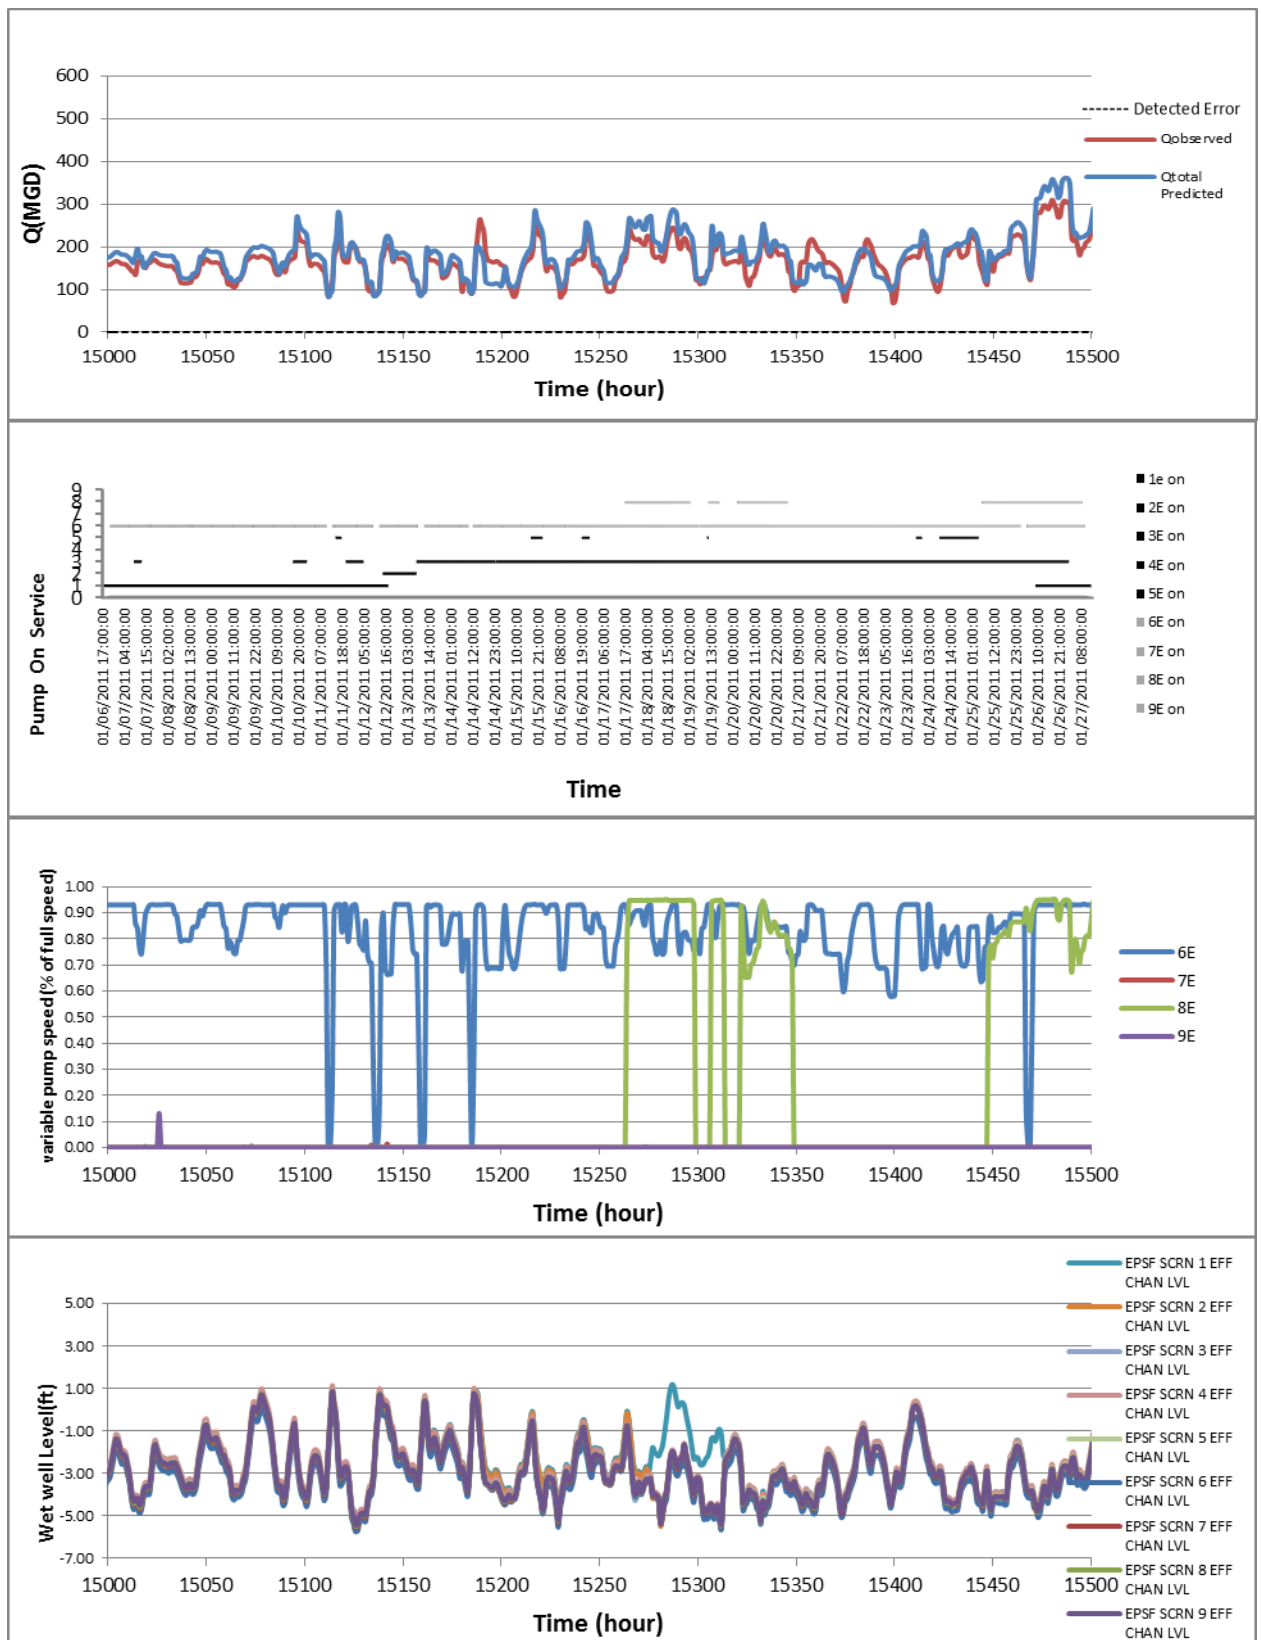 600
500
400
300
200
100
0
Q(MGD)
15000 15050 15100 15150 15200 15250 15300 15350 15400 15450 15500
Time (hour)
Detected Error
Qobserved
Qtotal
Predicted
9
8
7
6
5
4
3
2
1
0
Pump On Service
01/06/2011 17:00:00
01/07/2011 04:00:00
01/07/2011 15:00:00
01/08/2011 02:00:00
01/08/2011 13:00:00
01/09/2011 00:00:00
01/09/2011 11:00:00
01/09/2011 22:00:00
01/10/2011 09:00:00
01/10/2011 20:00:00
01/11/2011 07:00:00
01/11/2011 18:00:00
01/12/2011 05:00:00
01/12/2011 16:00:00
01/13/2011 03:00:00
01/13/2011 14:00:00
01/14/2011 01:00:00
01/14/2011 12:00:00
01/14/2011 23:00:00
01/15/2011 10:00:00
01/15/2011 21:00:00
01/16/2011 08:00:00
01/16/2011 19:00:00
01/17/2011 06:00:00
01/17/2011 17:00:00
01/18/2011 04:00:00
01/18/2011 15:00:00
01/19/2011 02:00:00
01/19/2011 13:00:00
01/20/2011 00:00:00
01/20/2011 11:00:00
01/20/2011 22:00:00
01/21/2011 09:00:00
01/21/2011 20:00:00
01/22/2011 07:00:00
01/22/2011 18:00:00
01/23/2011 05:00:00
01/23/2011 16:00:00
01/24/2011 03:00:00
01/24/2011 14:00:00
01/25/2011 01:00:00
01/25/2011 12:00:00
01/25/2011 23:00:00
01/26/2011 10:00:00
01/26/2011 21:00:00
01/27/2011 08:00:00
Time
1e on
2E on
3E on
4E on
5E on
6E on
7E on
8E on
9E on
1.00
0.90
0.80
0.70
0.60
0.50
0.40
0.30
0.20
0.10
0.00
variable pump speed(% of full speed)
15000 15050 15100 15150 15200 15250 15300 15350 15400 15450 15500
Time (hour)
6E
7E
8E
9E
5.00
3.00
1.00
-1.00
-3.00
-5.00
-7.00
Wet well Level(ft)
15000 15050 15100 15150 15200 15250 15300 15350 15400 15450 15500
Time (hour)
EPSF SCRN 1 EFF
CHAN LVL
EPSF SCRN 2 EFF
CHAN LVL
EPSF SCRN 3 EFF
CHAN LVL
EPSF SCRN 4 EFF
CHAN LVL
EPSF SCRN 5 EFF
CHAN LVL
EPSF SCRN 6 EFF
CHAN LVL
EPSF SCRN 7 EFF
CHAN LVL
EPSF SCRN 8 EFF
CHAN LVL
EPSF SCRN 9 EFF
CHAN LVL